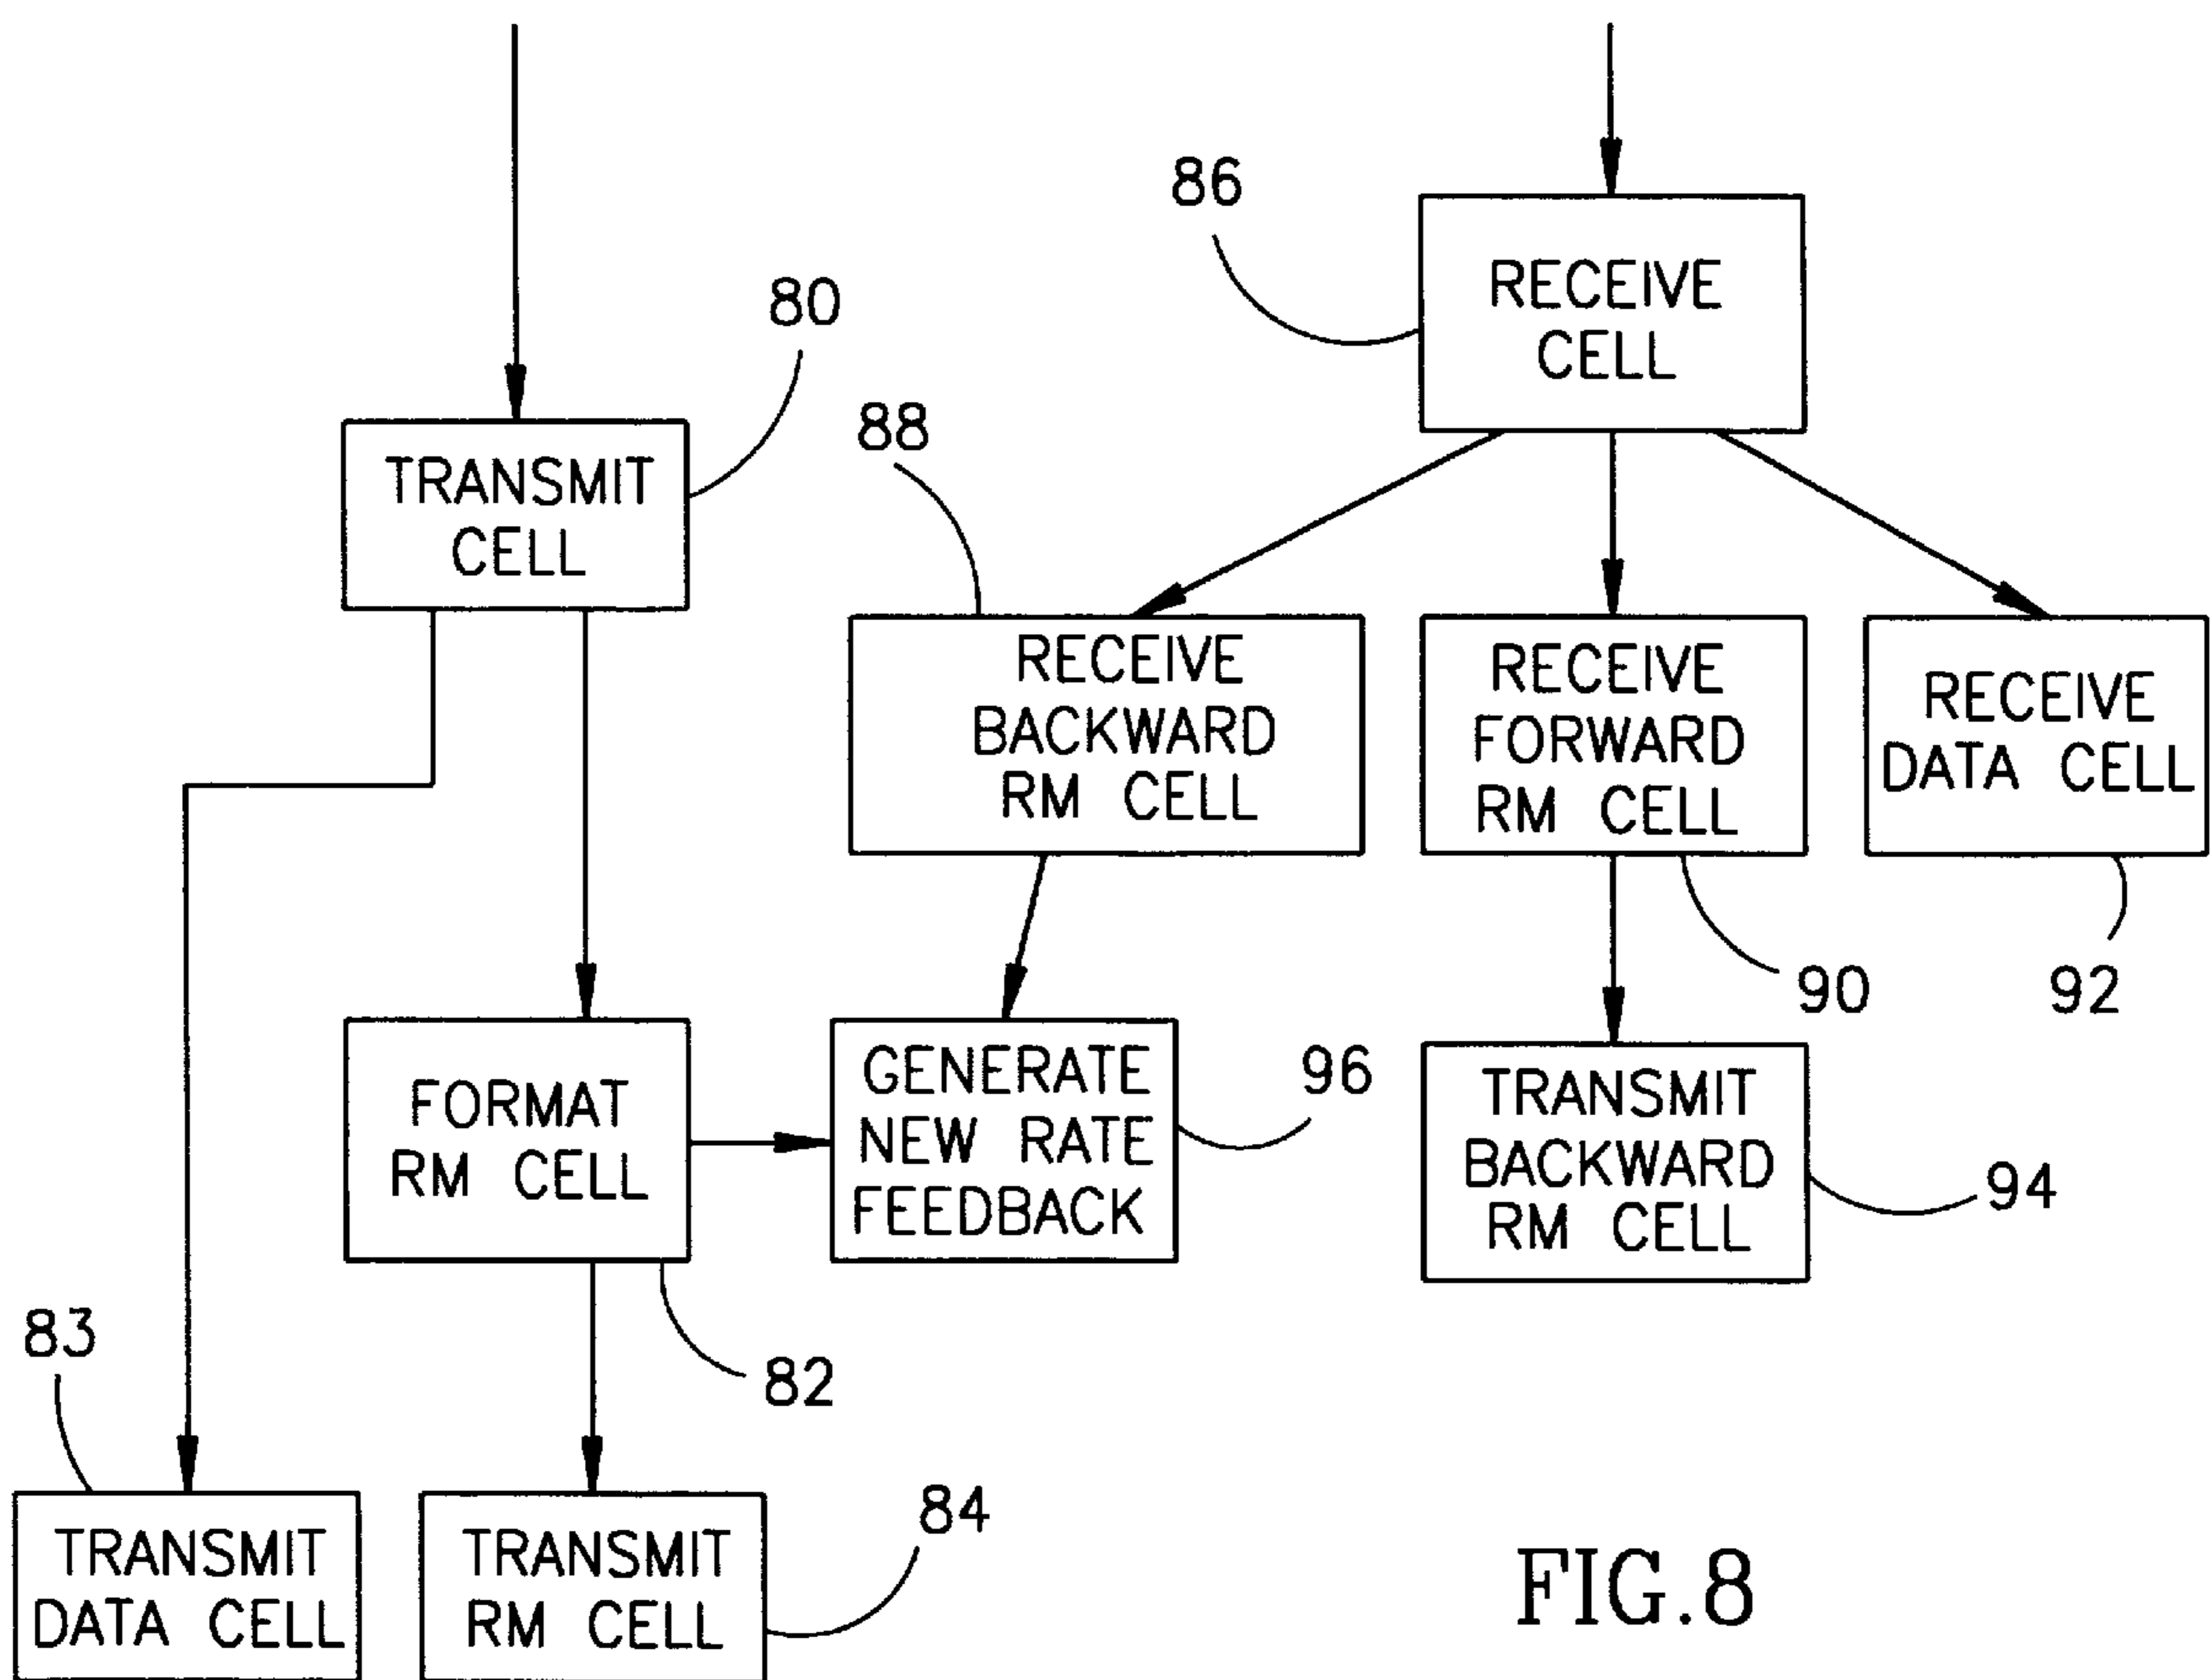 86
RECEIVE
CELL
80
TRANSMIT
CELL
88
RECEIVE
BACKWARD
RM CELL
RECEIVE
FORWARD
RM CELL
RECEIVE
DATA CELL
90
92
FORMAT
RM CELL
82
GENERATE
NEW RATE
FEEDBACK
96
TRANSMIT
BACKWARD
RM CELL
94
83
TRANSMIT
DATA CELL
TRANSMIT
RM CELL
84
FIG.8